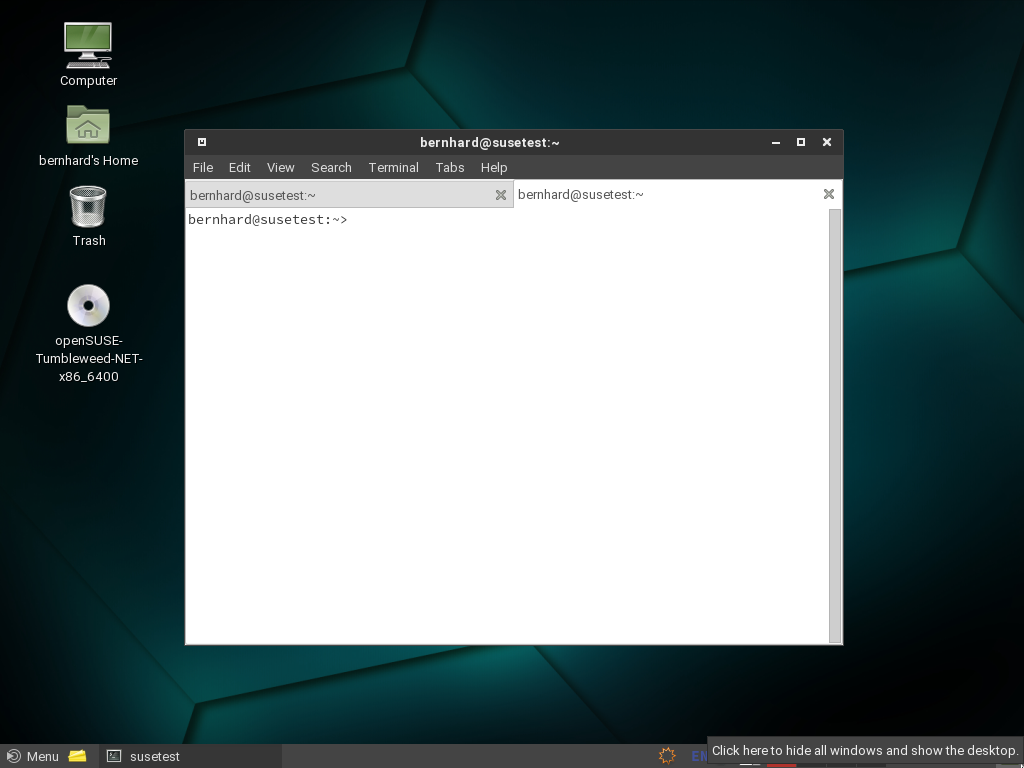 Computer
bernhard's Home
Trash
openSUSE-
Tumbleweed-NET-
x86_6400
bernhard@susetest:~
File Edit View Search Terminal Tabs Help
bernhard@susetest:~ bernhard@susetest:~
bernhard@susetest:~>
Menu susetest
Click here to hide all windows and show the desktop.